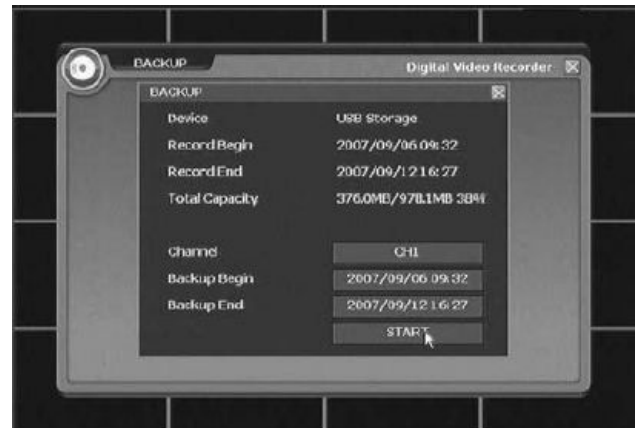 BACKUP
Digital Video Recorder
BACKUP
Device USB Storage
Record Begin 2007/09/06 09:32
Record End 2007/09/12 16:27
Total Capacity 376.0MB/978.1MB 38%
Channel CH1
Backup Begin 2007/09/06 09:32
Backup End 2007/09/12 16:27
START